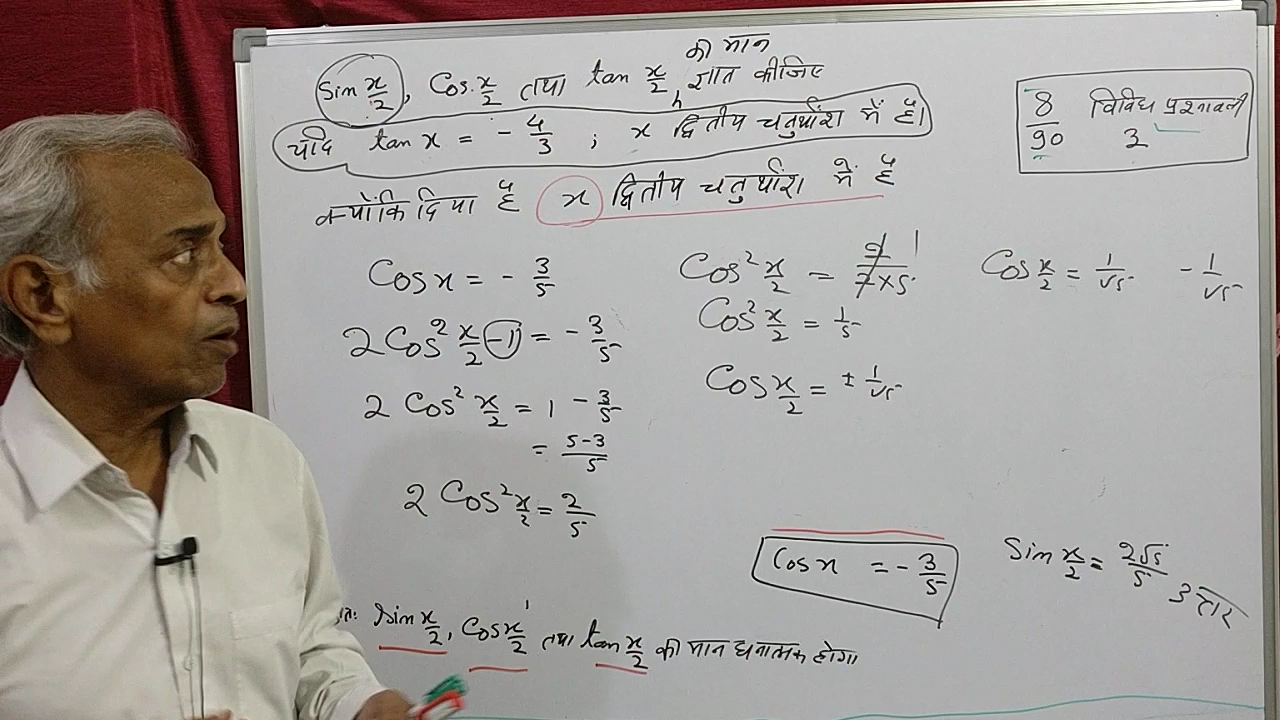 का मान
Sin x/2, Cos x/2 तथा tan x/2 ज्ञात कीजिए
यदि tan x = - 4/3 ; x द्वितीय चतुर्थांश में है।
8/90 विविध प्रश्नावली 3
क्योंकि दिया है x द्वितीय चतुर्थांश में है
Cos x = - 3/5
2 Cos² x/2 - 1 = - 3/5
2 Cos² x/2 = 1 - 3/5
= 5-3/5
2 Cos² x/2 = 2/5
Cos² x/2 = 2/2×5 1
Cos² x/2 = 1/5
Cos x/2 = ± 1/√5
Cos x/2 = 1/√5 - 1/√5
Cos x = - 3/5
Sin x/2 = 2√5/5 उत्तर
अतः Sin x/2, Cos x/2 तथा tan x/2 का मान धनात्मक होगा